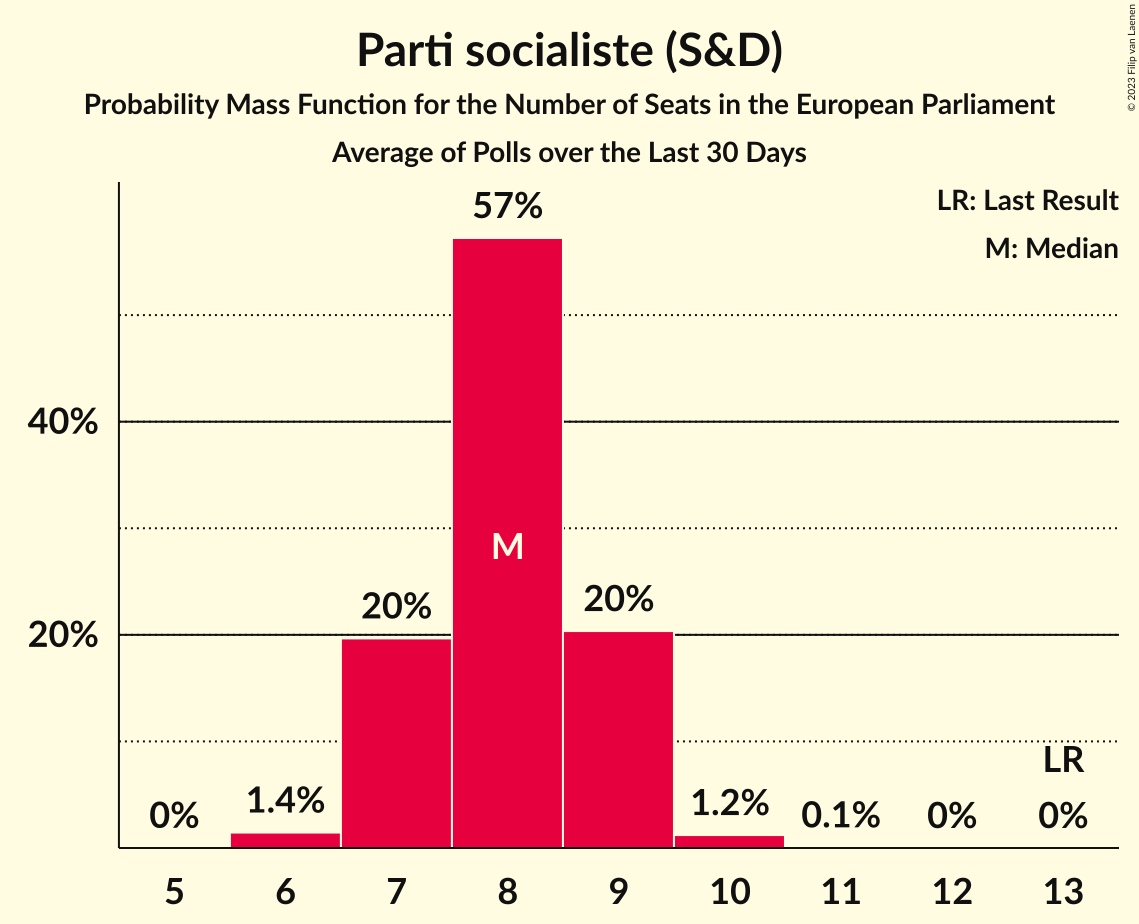 Parti socialiste (S&D)
Probability Mass Function for the Number of Seats in the European Parliament
Average of Polls over the Last 30 Days
© 2023 Filip van Laenen
LR: Last Result
M: Median
57%
40%
M
20%
20%
20%
LR
0%
1.4%
1.2%
0.1%
0%
0%
5 6 7 8 9 10 11 12 13